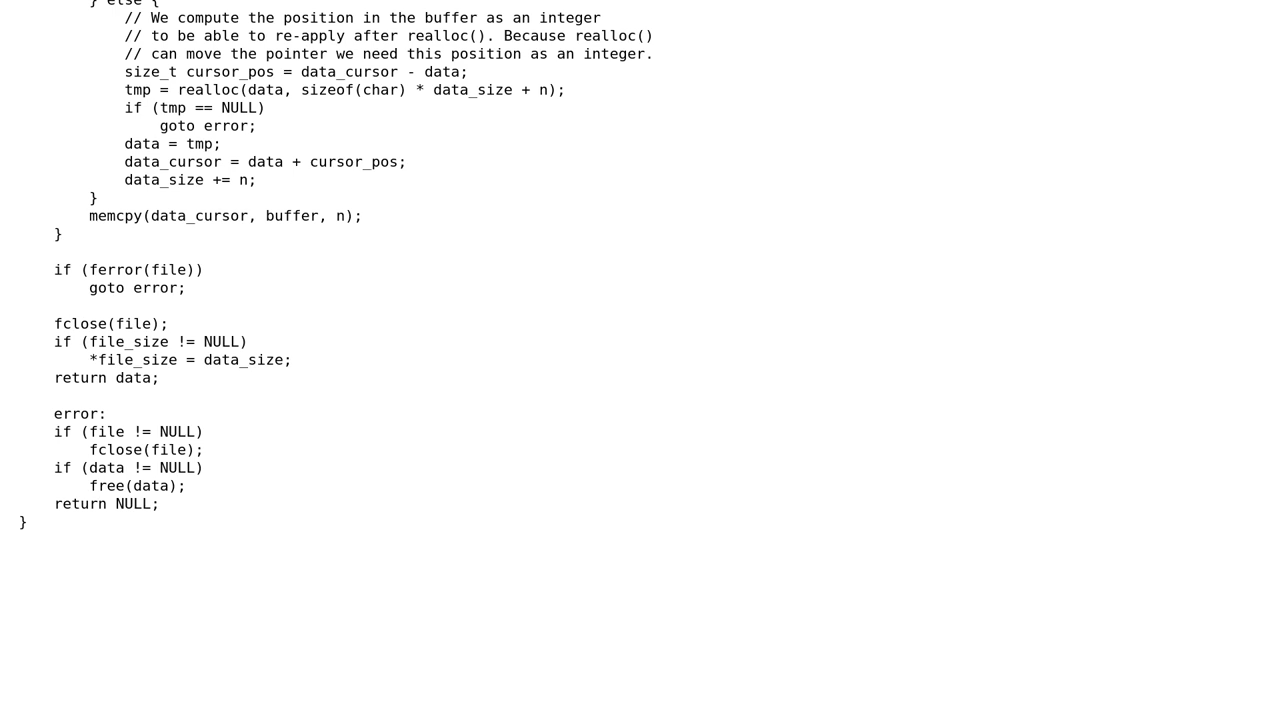 } else {
// We compute the position in the buffer as an integer
// to be able to re-apply after realloc(). Because realloc()
// can move the pointer we need this position as an integer.
size_t cursor_pos = data_cursor - data;
tmp = realloc(data, sizeof(char) * data_size + n);
if (tmp == NULL)
goto error;
data = tmp;
data_cursor = data + cursor_pos;
data_size += n;
}
memcpy(data_cursor, buffer, n);
}
if (ferror(file))
goto error;
fclose(file);
if (file_size != NULL)
*file_size = data_size;
return data;
error:
if (file != NULL)
fclose(file);
if (data != NULL)
free(data);
return NULL;
}